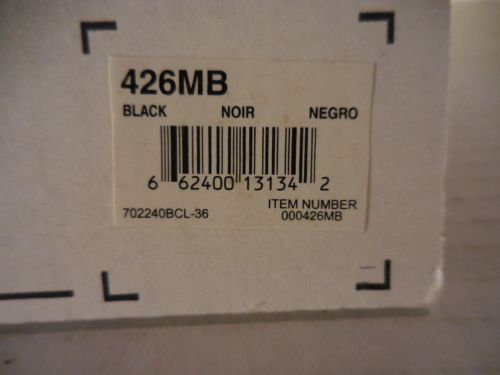 426MB
BLACK NOIR NEGRO
6 62400 13134 2
702240BCL-36 ITEM NUMBER
000426MB